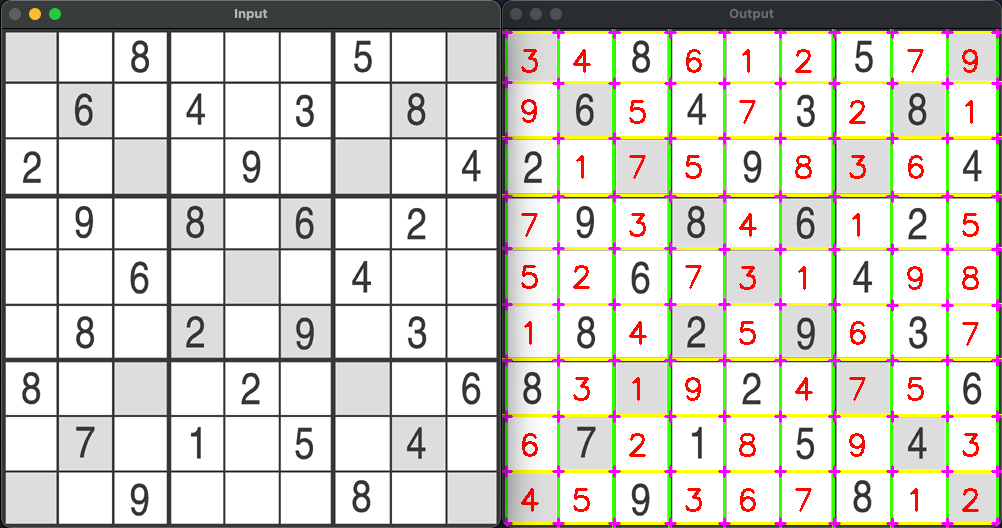 Input
8 5
6 4 3 8
2 9 4
9 8 6 2
6 4
8 2 9 3
8 2 6
7 1 5 4
9 8
Output
3 4 8 6 1 2 5 7 9
9 6 5 4 7 3 2 8 1
2 1 7 5 9 8 3 6 4
7 9 3 8 4 6 1 2 5
5 2 6 7 3 1 4 9 8
1 8 4 2 5 9 6 3 7
8 3 1 9 2 4 7 5 6
6 7 2 1 8 5 9 4 3
4 5 9 3 6 7 8 1 2